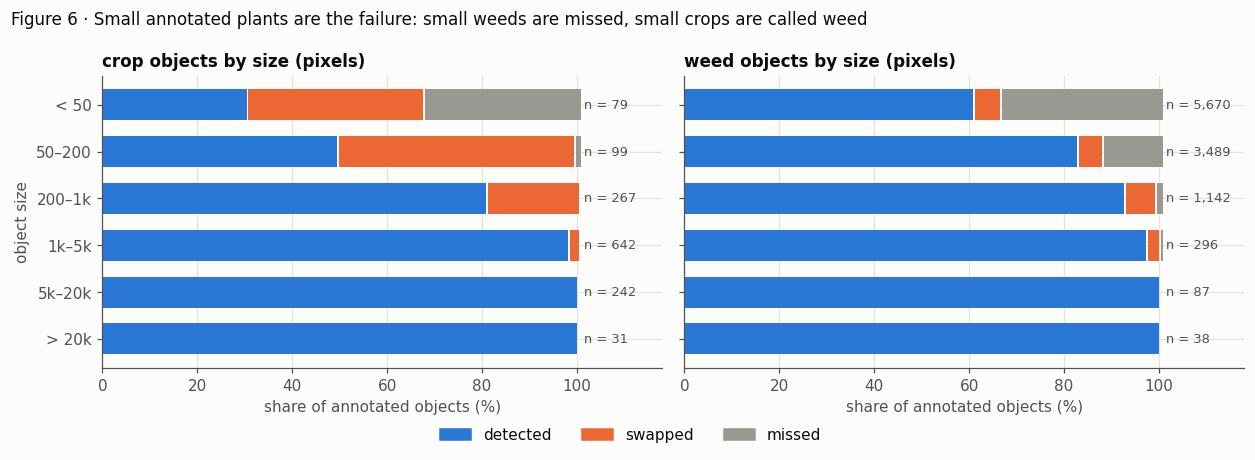 Figure 6 · Small annotated plants are the failure: small weeds are missed, small crops are called weed
crop objects by size (pixels)
weed objects by size (pixels)
object size
< 50
n = 79
n = 5,670
50–200
n = 99
n = 3,489
200–1k
n = 267
n = 1,142
1k–5k
n = 642
n = 296
5k–20k
n = 242
n = 87
> 20k
n = 31
n = 38
0 20 40 60 80 100
0 20 40 60 80 100
share of annotated objects (%)
share of annotated objects (%)
detected swapped missed